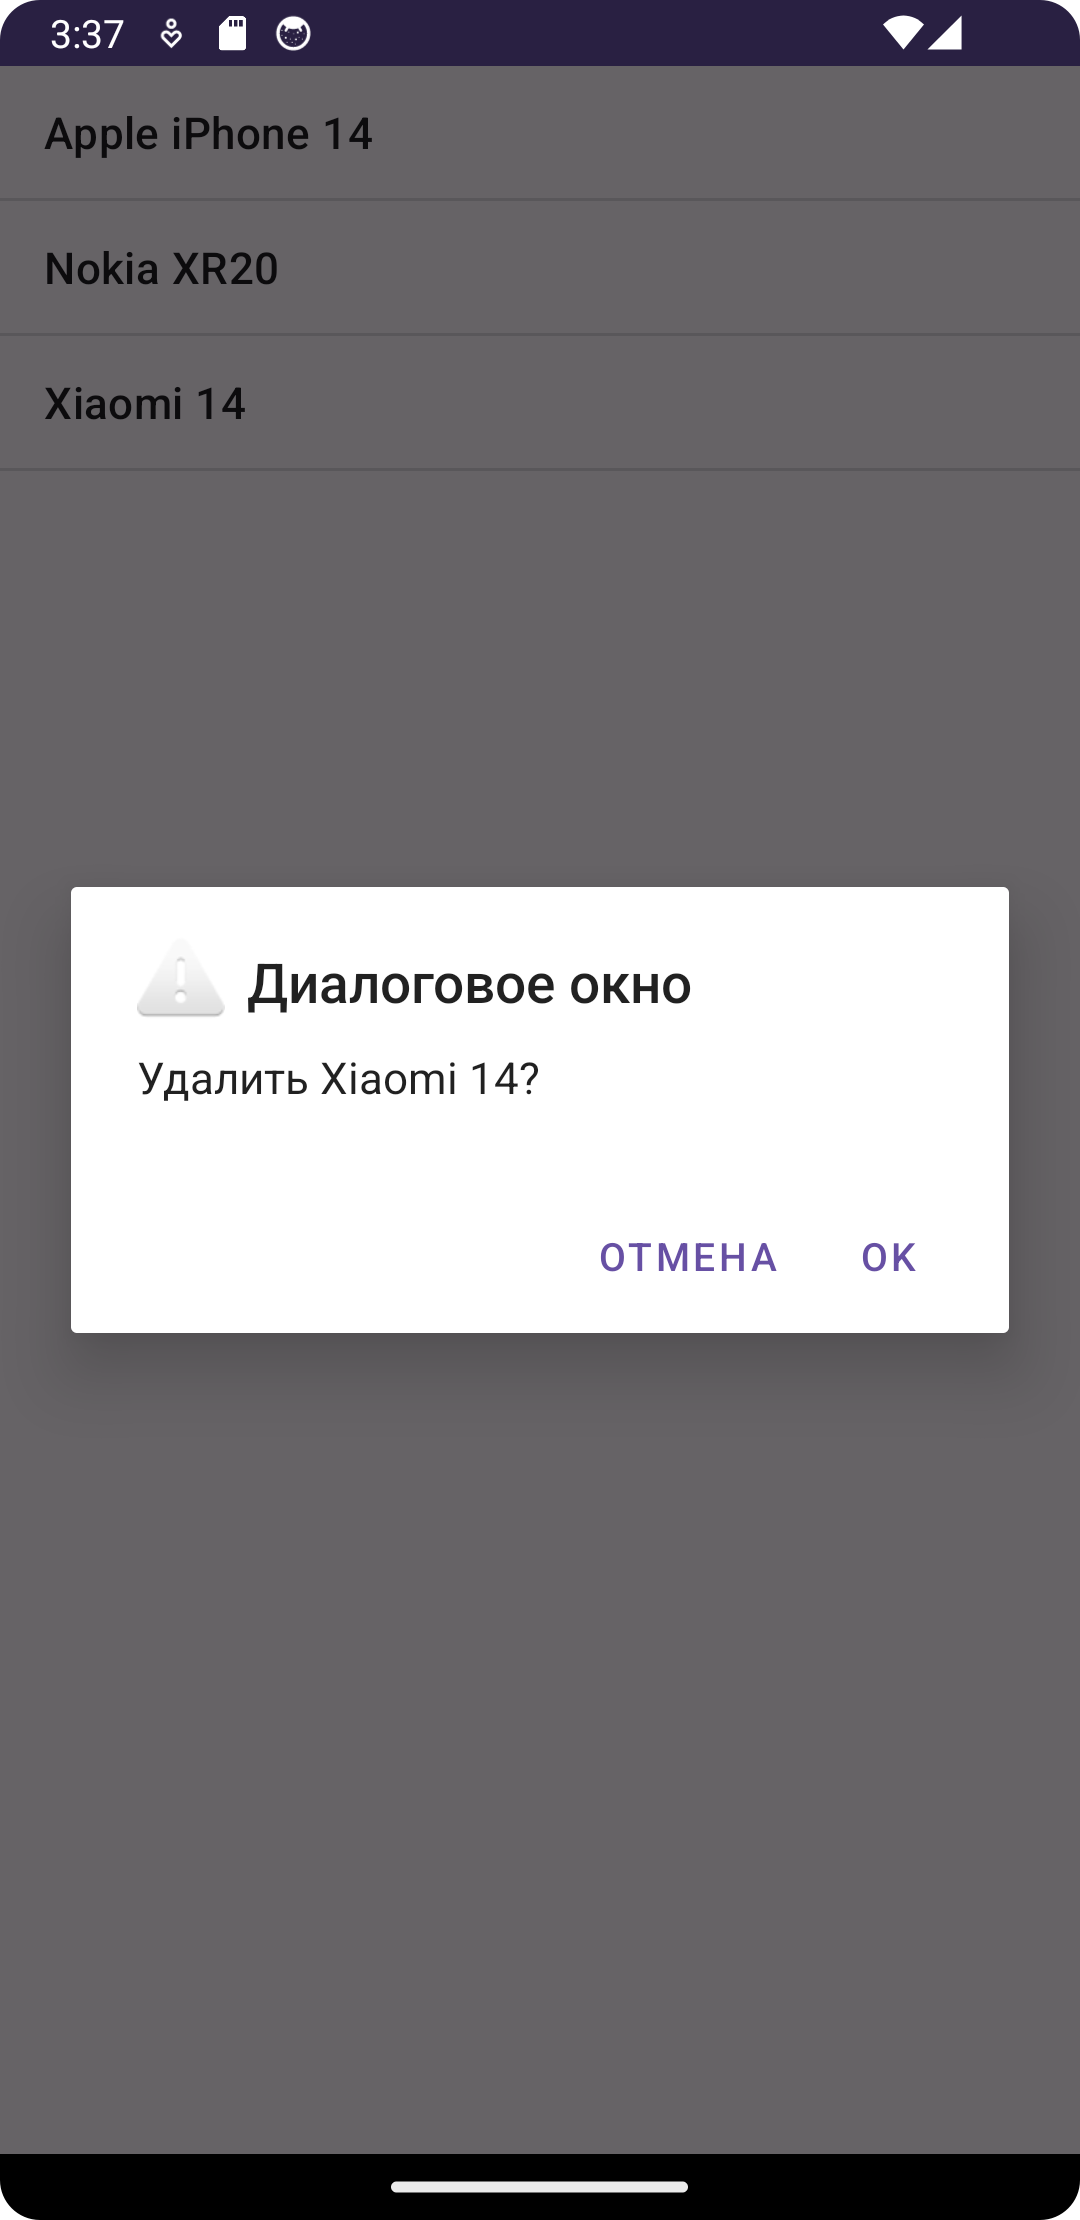 3:37
Apple iPhone 14
Nokia XR20
Xiaomi 14
Диалоговое окно
Удалить Xiaomi 14?
ОТМЕНА OK